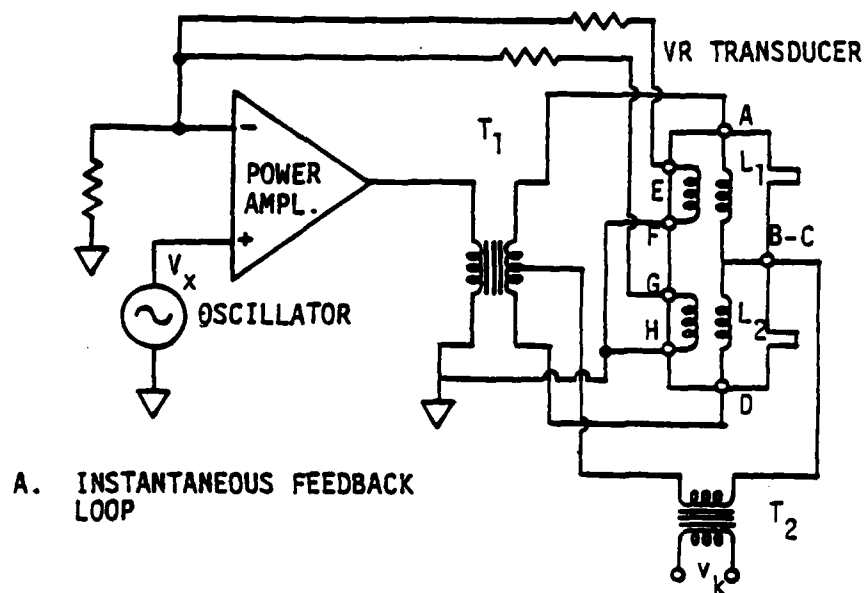 VR TRANSDUCER
A
T1
L1
-
POWER
AMPL.
E
F
B-C
+
Vx
G
L2
OSCILLATOR
H
D
A. INSTANTANEOUS FEEDBACK
LOOP
T2
vk